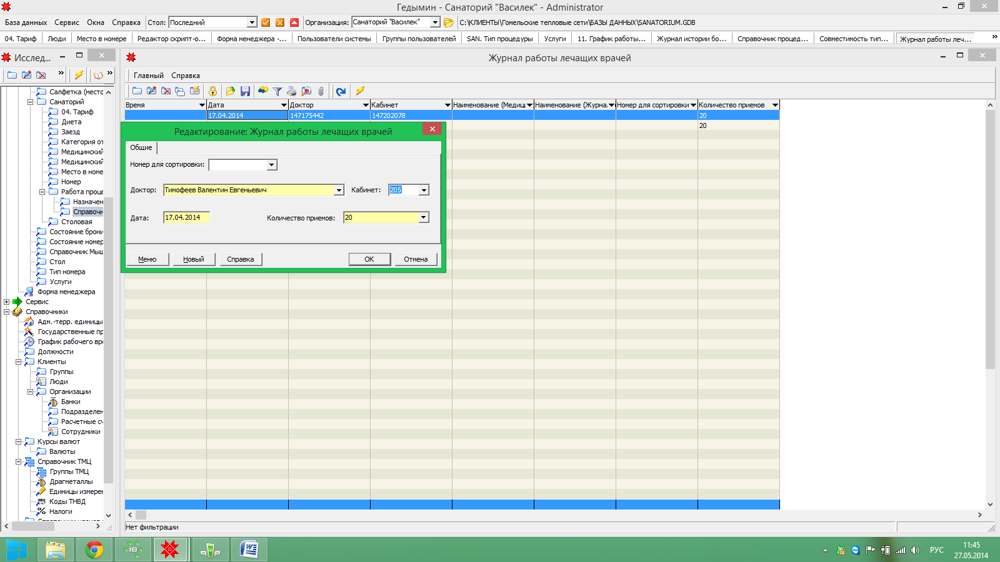 Гедымин - Санаторий "Василек" - Administrator
База данных Сервис Окна Справка Стол: Последний Организация: Санаторий "Василек" C:\КЛИЕНТЫ\Гомельские тепловые сети\БАЗЫ ДАННЫХ\SANATORIUM.GDB
04. Тариф Люди Место в номере Редактор скрипт-о... Форма менеджера -... Пользователи системы Группы пользователей SAN. Тип процедуры Услуги 11. График работы... Журнал истории бо... Справочник процед... Совместимость тип... Журнал работы леч...
Исслед...
Журнал работы лечащих врачей
Главный Справка
Время Дата Доктор Кабинет Наименование (Медиц Наименование (Журна. Номер для сортировки Количество приемов
17.04.2014 147175442 147202078 20
20
Редактирование: Журнал работы лечащих врачей
Общие
Номер для сортировки:
Доктор: Тимофеев Валентин Евгеньевич Кабинет: 205
Дата: 17.04.2014 Количество приемов: 20
Меню Новый Справка ОК Отмена
Салфетка (место
Санаторий
04. Тариф
Диета
Заезд
Категория от
Медицинский
Медицинский
Место в номе
Номер
Работа проце
Назначен
Справочн
Столовая
Состояние брони
Состояние номер
Справочник Мыш
Стол
Тип номера
Услуги
Форма менеджера
Сервис
Справочники
Адм.-терр. единицы
Государственные пр
График рабочего вре
Должности
Клиенты
Группы
Люди
Организации
Банки
Подразделен
Расчетные сч
Сотрудники
Курсы валют
Валюты
Справочник ТМЦ
Группы ТМЦ
Драгметаллы
Единицы измерен
Коды ТНВД
Налоги
Нет фильтрации
РУС
11:45
27.05.2014